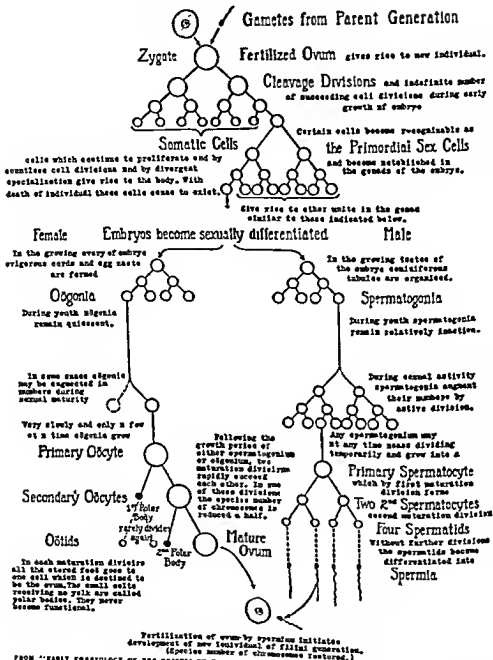 Gametes from Parent Generation
Zygote
Fertilized Ovum gives rise to new individual.
Cleavage Divisions and indefinite number
of succeeding cell divisions during early
growth of embryo
Somatic Cells
cells which continue to proliferate and by
countless cell divisions and by divergent
specialization give rise to the body. With
death of individual these cells cease to exist.
Certain cells become recognizable as
the Primordial Sex Cells
and become established in
the gonads of the embryo.
Give rise to other units in the gonad
similar to those indicated below.
Female
Embryos become sexually differentiated
Male
In the growing ovary of embryo
ovigerous cords and egg nests
are formed
Oögonia
During youth oögonia
remain quiescent.
In the growing testes of
the embryo seminiferous
tubules are organized.
Spermatogonia
During youth spermatogonia
remain relatively inactive.
In some cases oögonia
may be augmented in
numbers during
sexual maturity
During sexual activity
spermatogonia augment
their numbers by
active division.
Very slowly and only a few
at a time oögonia grow
Primary Oöcyte
Following the
growth period of
either spermatogonium
or oögonium, two
maturation divisions
rapidly succeed
each other. In one
of these divisions
the specific number
of chromosomes is
reduced a half.
Any spermatogonium may
at any time cease dividing
temporarily and grow into a
Primary Spermatocyte
which by first maturation
division forms
Two 2nd Spermatocytes
second maturation division
Four Spermatids
Without further divisions
the spermatids become
differentiated into
Spermia
Secondary Oöcytes
1st Polar
Body
rarely divides
again
Oötids
2nd Polar
Body
Mature
Ovum
In each maturation division
all the stored food goes to
one cell which is destined to
be the ovum. The small cells
receiving no yolk are called
polar bodies. They never
become functional.
Fertilization of ovum by spermium initiates
development of new individual of filial generation.
(Species number of chromosomes restored.)
FROM "EARLY EMBRYOLOGY OF THE